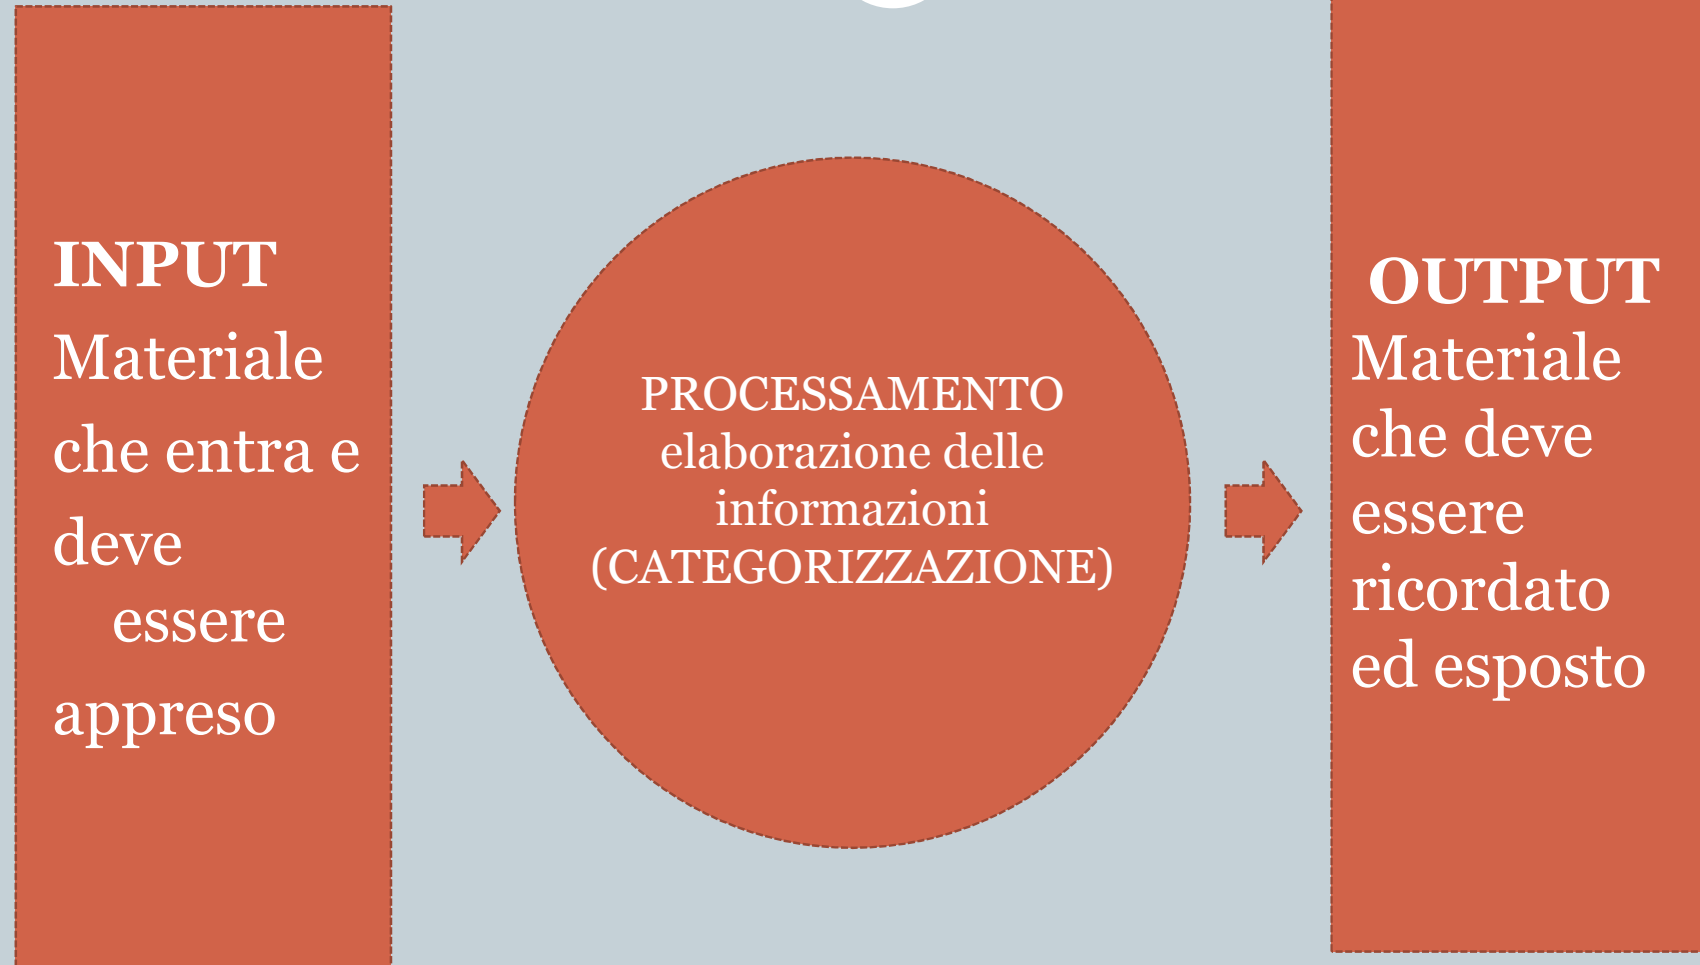 INPUT
Materiale
che entra e
deve
essere
appreso
PROCESSAMENTO
elaborazione delle
informazioni
(CATEGORIZZAZIONE)
OUTPUT
Materiale
che deve
essere
ricordato
ed esposto